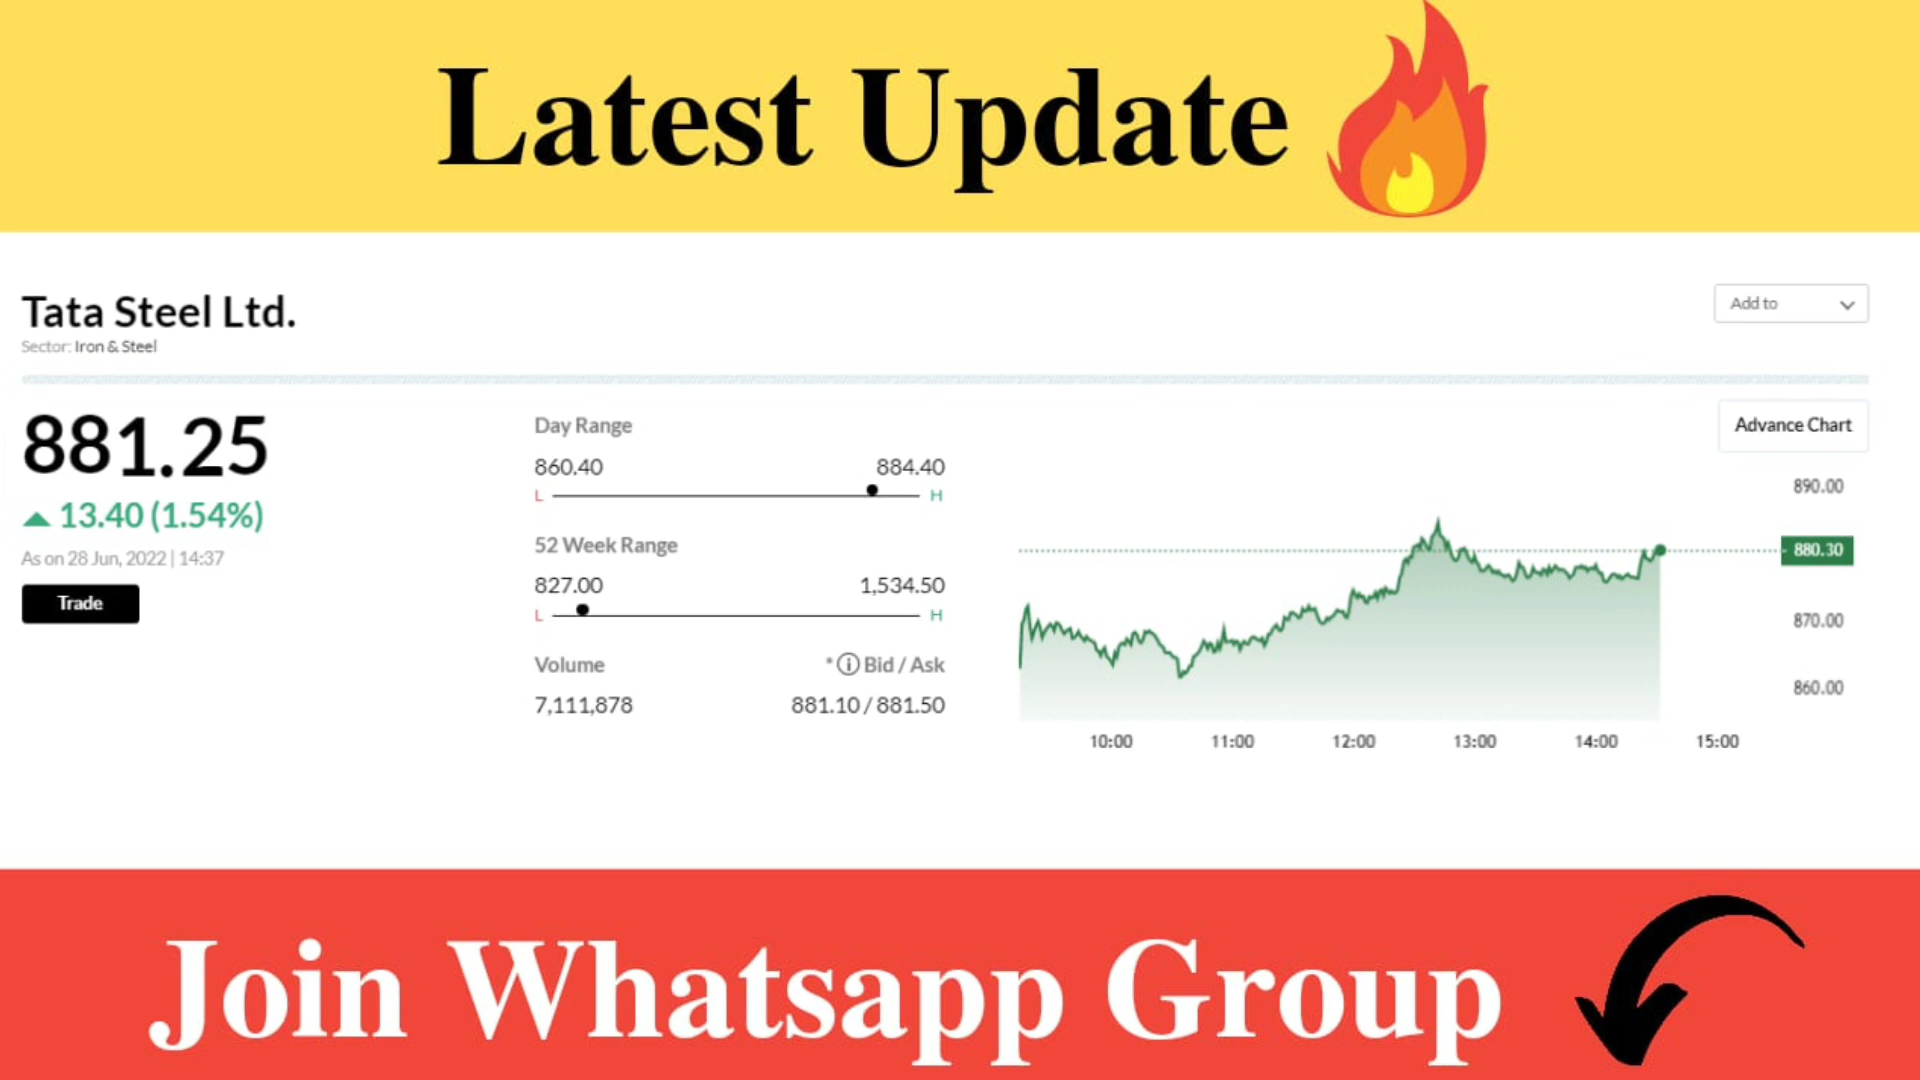 Latest Update
Tata Steel Ltd.
Sector: Iron & Steel
Add to
881.25
13.40 (1.54%)
As on 28 Jun, 2022 | 14:37
Trade
Day Range
860.40 884.40
L H
52 Week Range
827.00 1,534.50
L H
Volume * i Bid / Ask
7,111,878 881.10 / 881.50
Advance Chart
890.00
880.30
870.00
860.00
10:00 11:00 12:00 13:00 14:00 15:00
Join Whatsapp Group